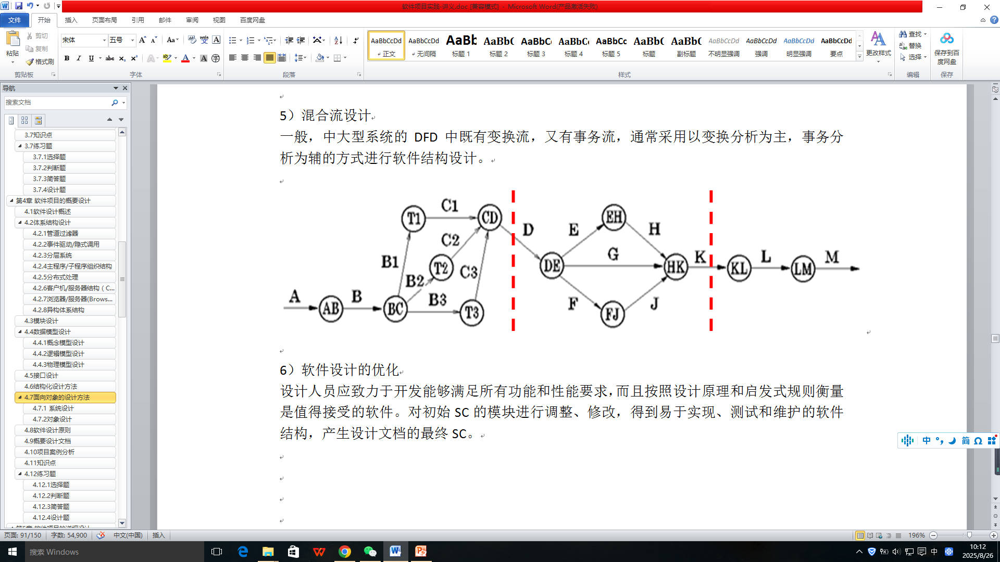 软件项目实践 讲义.doc [兼容模式] - Microsoft Word(产品激活失败)
文件 开始 插入 页面布局 引用 邮件 审阅 视图 百度网盘
粘贴 剪切 复制 格式刷
宋体 五号
AaBbCcDd AaBbCcDd AaBb AaBbC AaBbC AaBbC AaBbCc AaBbC AaBbC AaBbCcDd AaBbCcDd AaBbCcDd AaBbCcDd
正文 无间隔 标题 1 标题 2 标题 3 标题 4 标题 5 标题 副标题 不明显强调 强调 明显强调 要点
更改样式
查找 替换 选择
保存到百度网盘
剪贴板 字体 段落 样式 编辑 保存
导航
搜索文档
3.7知识点
3.7练习题
3.7.1选择题
3.7.2判断题
3.7.3简答题
3.7.4设计题
第4章 软件项目的概要设计
4.1软件设计概述
4.2体系结构设计
4.2.1管道过滤器
4.2.2事件驱动/隐式调用
4.2.3分层系统
4.2.4主程序/子程序组织结构
4.2.5分布式处理
4.2.6客户机/服务器结构（C...
4.2.7浏览器/服务器(Brows...
4.2.8异构体系结构
4.3模块设计
4.4数据模型设计
4.4.1概念模型设计
4.4.2逻辑模型设计
4.4.3物理模型设计
4.5接口设计
4.6结构化设计方法
4.7面向对象的设计方法
4.7.1 系统设计
4.7.2对象设计
4.8软件设计原则
4.9概要设计文档
4.10项目案例分析
4.11知识点
4.12练习题
4.12.1选择题
4.12.2判断题
4.12.3简答题
4.12.4设计题
5）混合流设计
一般，中大型系统的 DFD 中既有变换流，又有事务流，通常采用以变换分析为主，事务分
析为辅的方式进行软件结构设计。
A AB B BC B1 B2 B3 T1 T2 T3 C1 C2 C3 CD D DE E G F EH FJ H J HK K KL L LM M
6）软件设计的优化
设计人员应致力于开发能够满足所有功能和性能要求，而且按照设计原理和启发式规则衡量
是值得接受的软件。对初始 SC 的模块进行调整、修改，得到易于实现、测试和维护的软件
结构，产生设计文档的最终 SC。
中 简
页面: 91/150 字数: 54,900 中文(中国) 插入 196%
搜索 Windows
中 10:12
2025/8/26